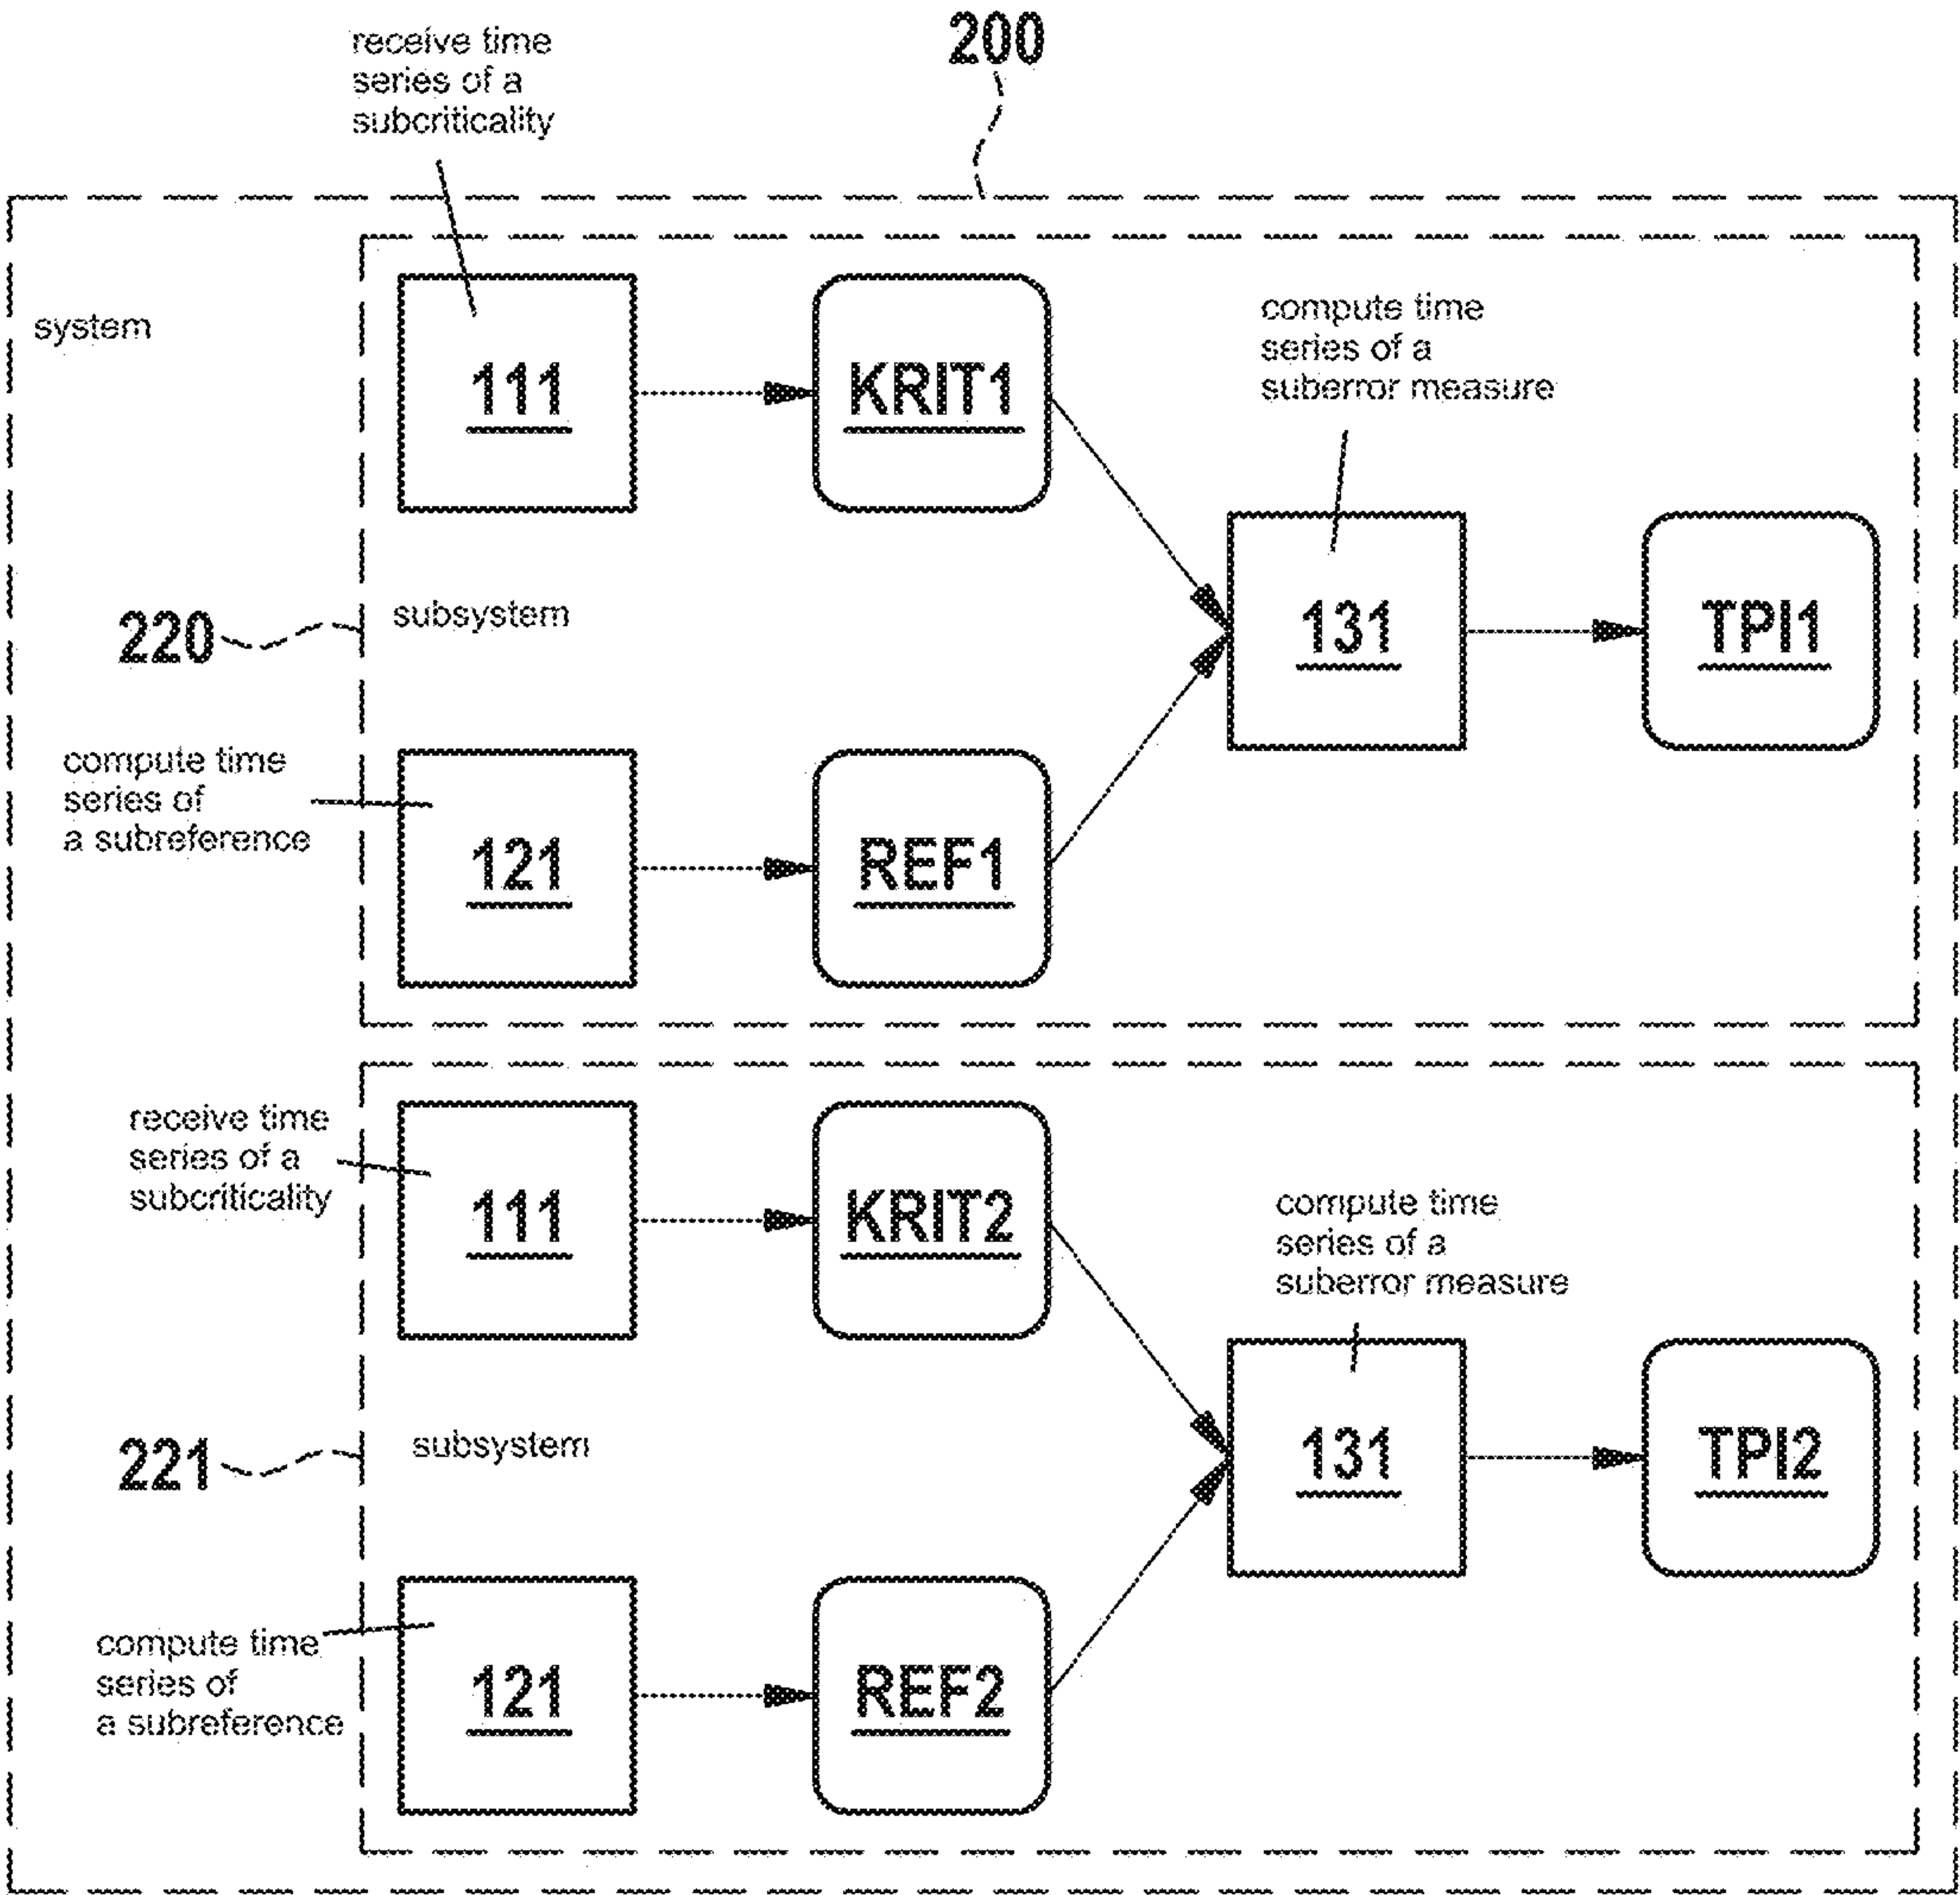 200
receive time
series of a
subcriticality
system
111
KRIT1
compute time
series of a
suberror measure
131
TPI1
220
subsystem
compute time
series of
a subreference
121
REF1
receive time
series of a
subcriticality
111
KRIT2
compute time
series of a
suberror measure
131
TPI2
221
subsystem
compute time
series of
a subreference
121
REF2